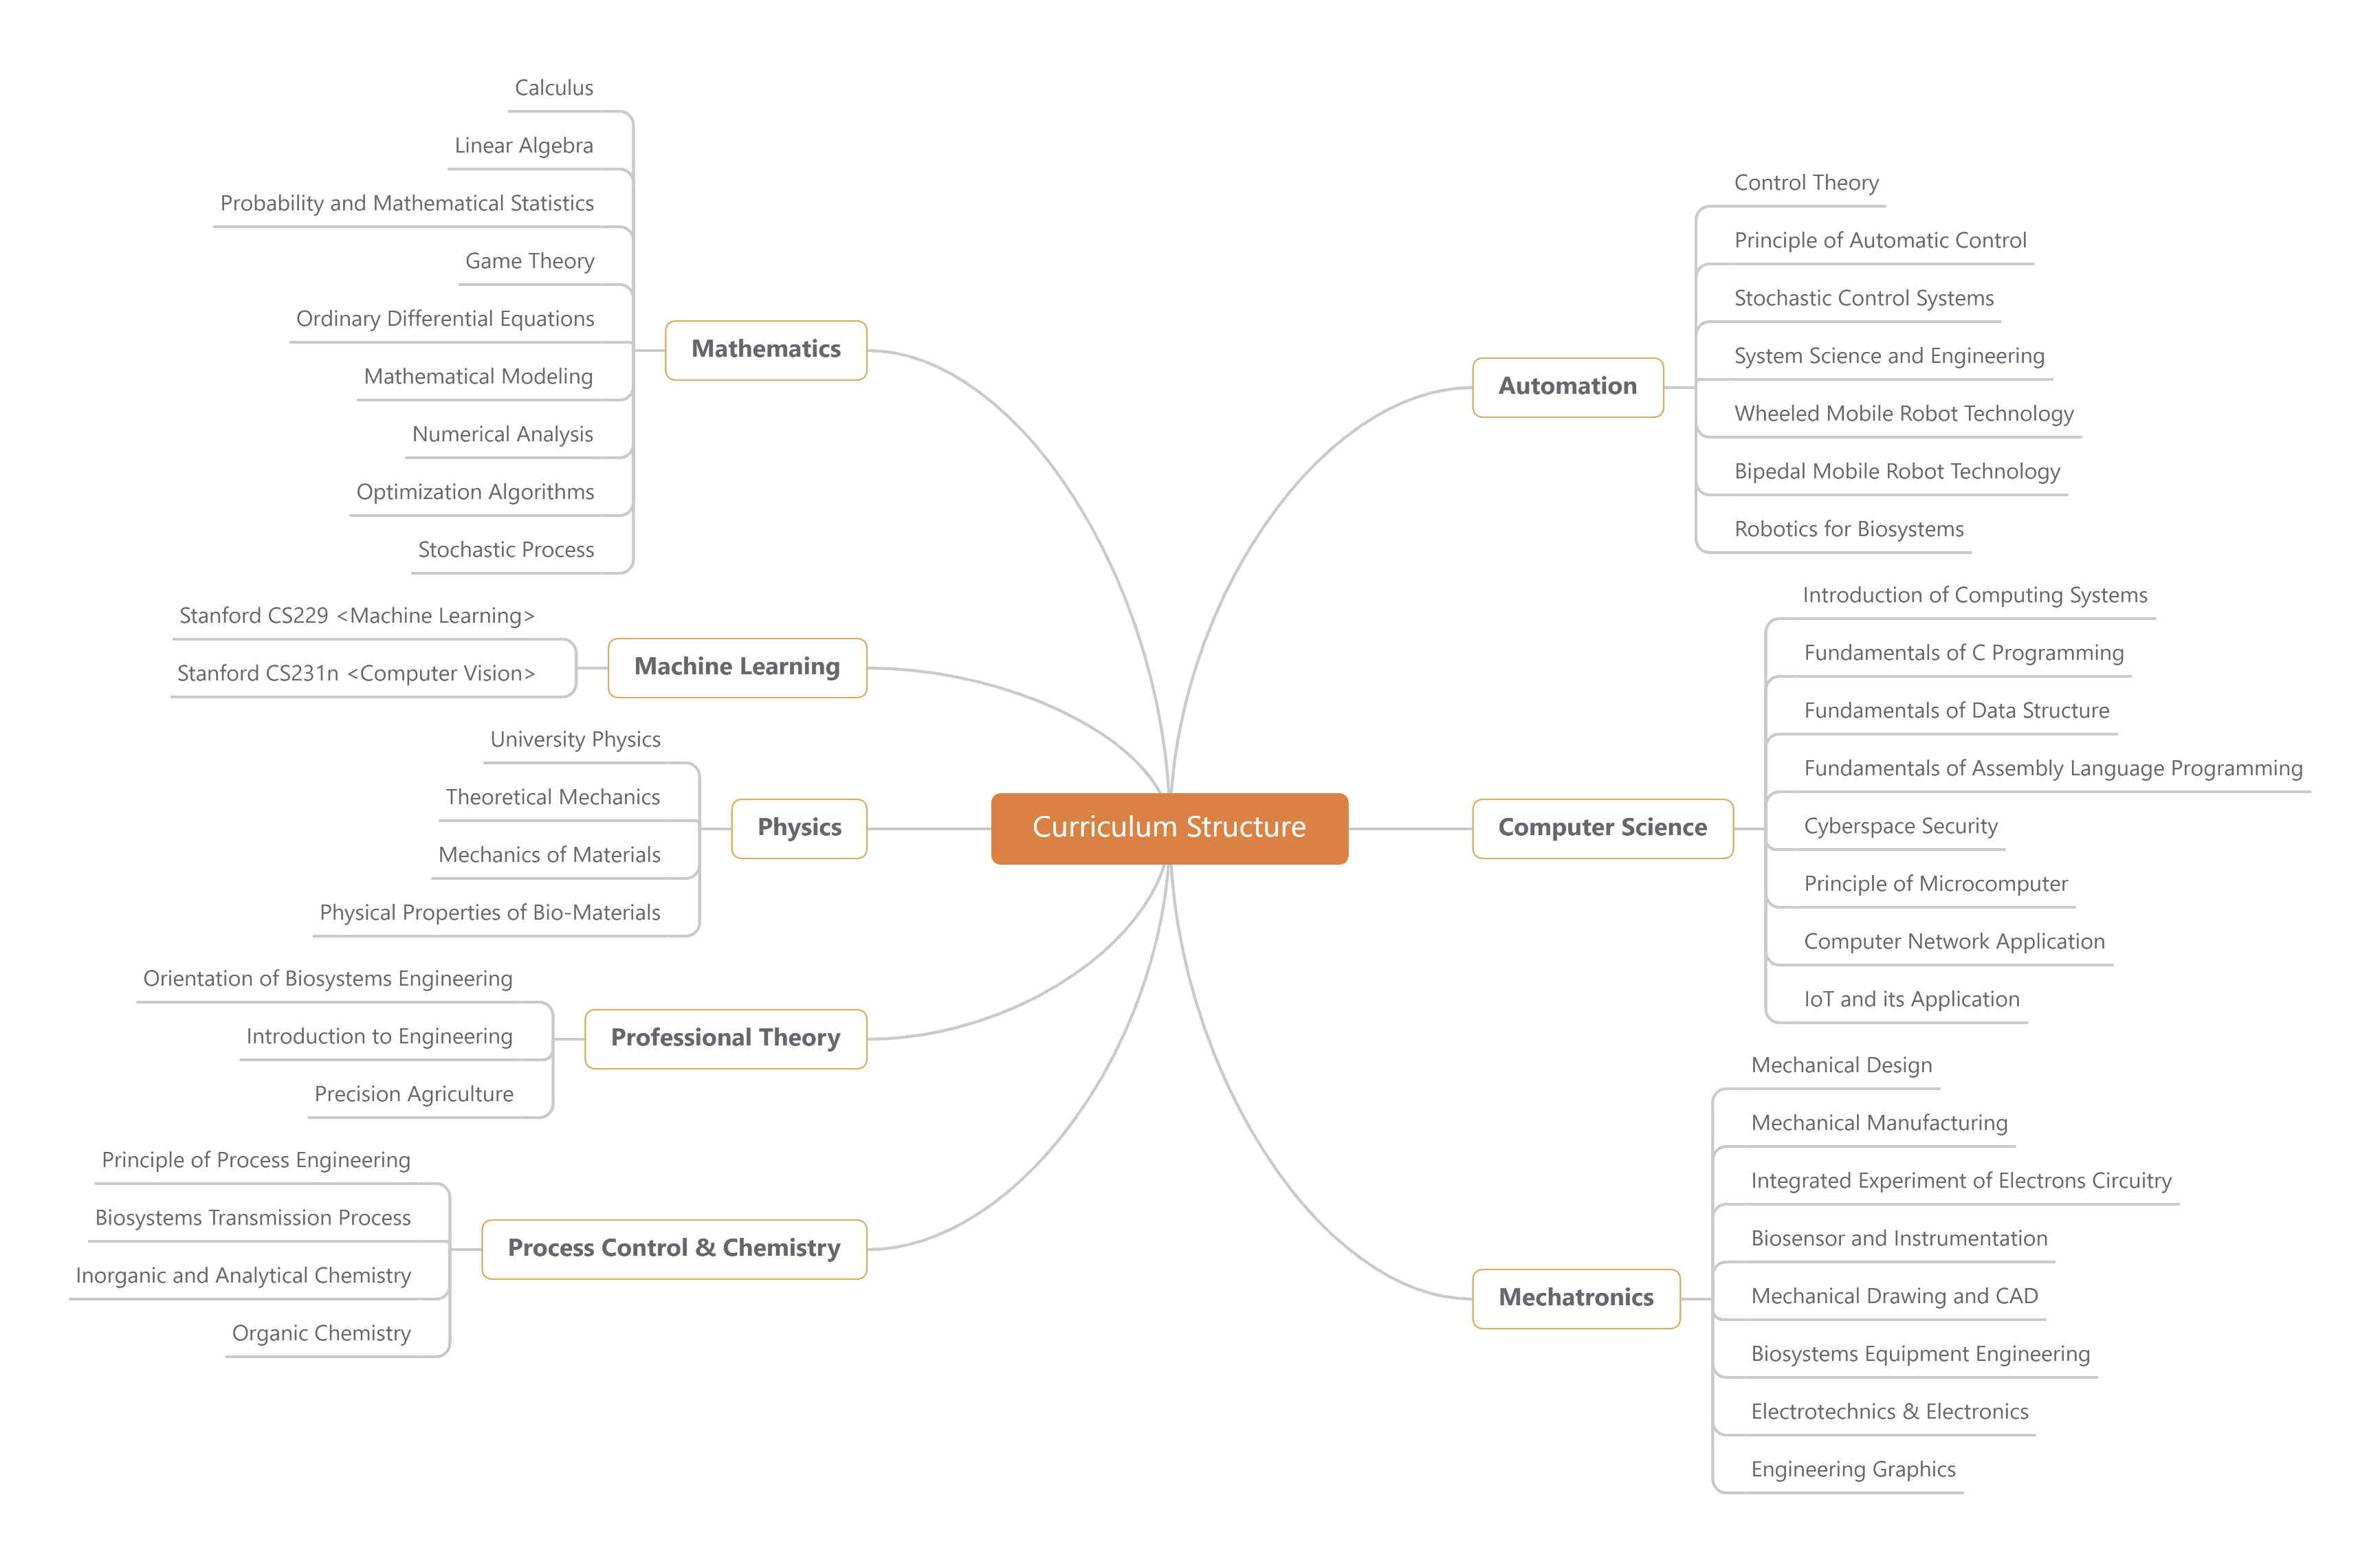 Curriculum Structure
Mathematics
Calculus
Linear Algebra
Probability and Mathematical Statistics
Game Theory
Ordinary Differential Equations
Mathematical Modeling
Numerical Analysis
Optimization Algorithms
Stochastic Process
Machine Learning
Stanford CS229 <Machine Learning>
Stanford CS231n <Computer Vision>
Physics
University Physics
Theoretical Mechanics
Mechanics of Materials
Physical Properties of Bio-Materials
Professional Theory
Orientation of Biosystems Engineering
Introduction to Engineering
Precision Agriculture
Process Control & Chemistry
Principle of Process Engineering
Biosystems Transmission Process
Inorganic and Analytical Chemistry
Organic Chemistry
Automation
Control Theory
Principle of Automatic Control
Stochastic Control Systems
System Science and Engineering
Wheeled Mobile Robot Technology
Bipedal Mobile Robot Technology
Robotics for Biosystems
Computer Science
Introduction of Computing Systems
Fundamentals of C Programming
Fundamentals of Data Structure
Fundamentals of Assembly Language Programming
Cyberspace Security
Principle of Microcomputer
Computer Network Application
IoT and its Application
Mechatronics
Mechanical Design
Mechanical Manufacturing
Integrated Experiment of Electrons Circuitry
Biosensor and Instrumentation
Mechanical Drawing and CAD
Biosystems Equipment Engineering
Electrotechnics & Electronics
Engineering Graphics